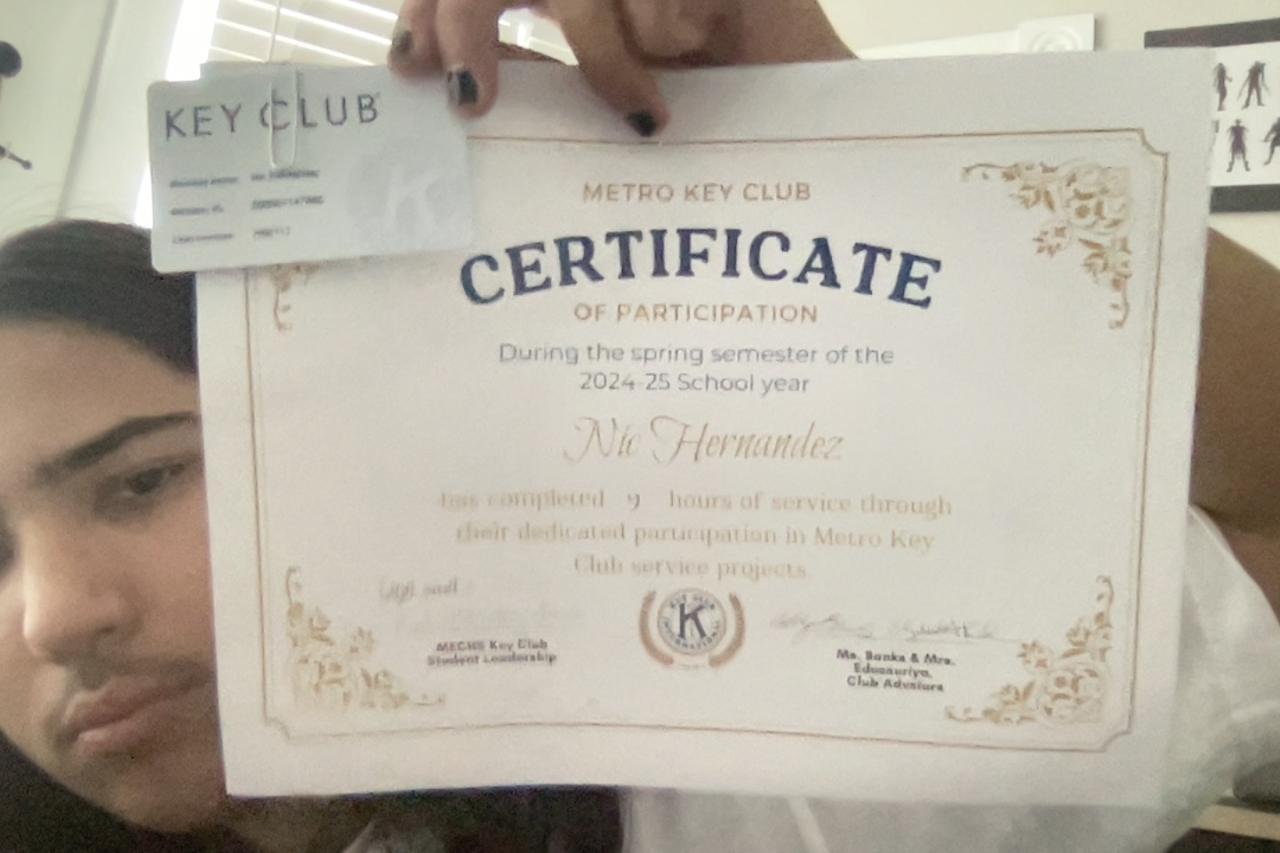 KEY CLUB
METRO KEY CLUB
CERTIFICATE
OF PARTICIPATION
During the spring semester of the
2024-25 School year
Nic Hernandez
has completed 9 hours of service through
their dedicated participation in Metro Key
Club service projects
K
MECHS Key Club
Student Leadership
Ms. Banks & Mrs.
Club Advisors